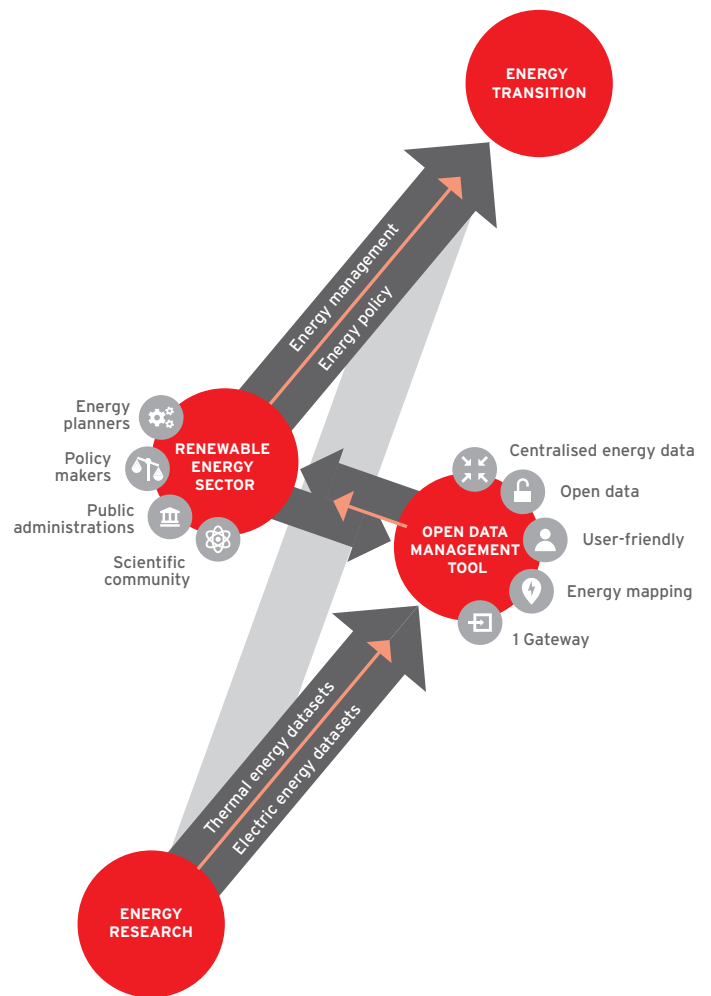 ENERGY
TRANSITION
Energy management
Energy policy
Energy
planners
Policy
makers
Public
administrations
Scientific
community
RENEWABLE
ENERGY
SECTOR
Centralised energy data
Open data
User-friendly
Energy mapping
1 Gateway
OPEN DATA
MANAGEMENT
TOOL
Thermal energy datasets
Electric energy datasets
ENERGY
RESEARCH